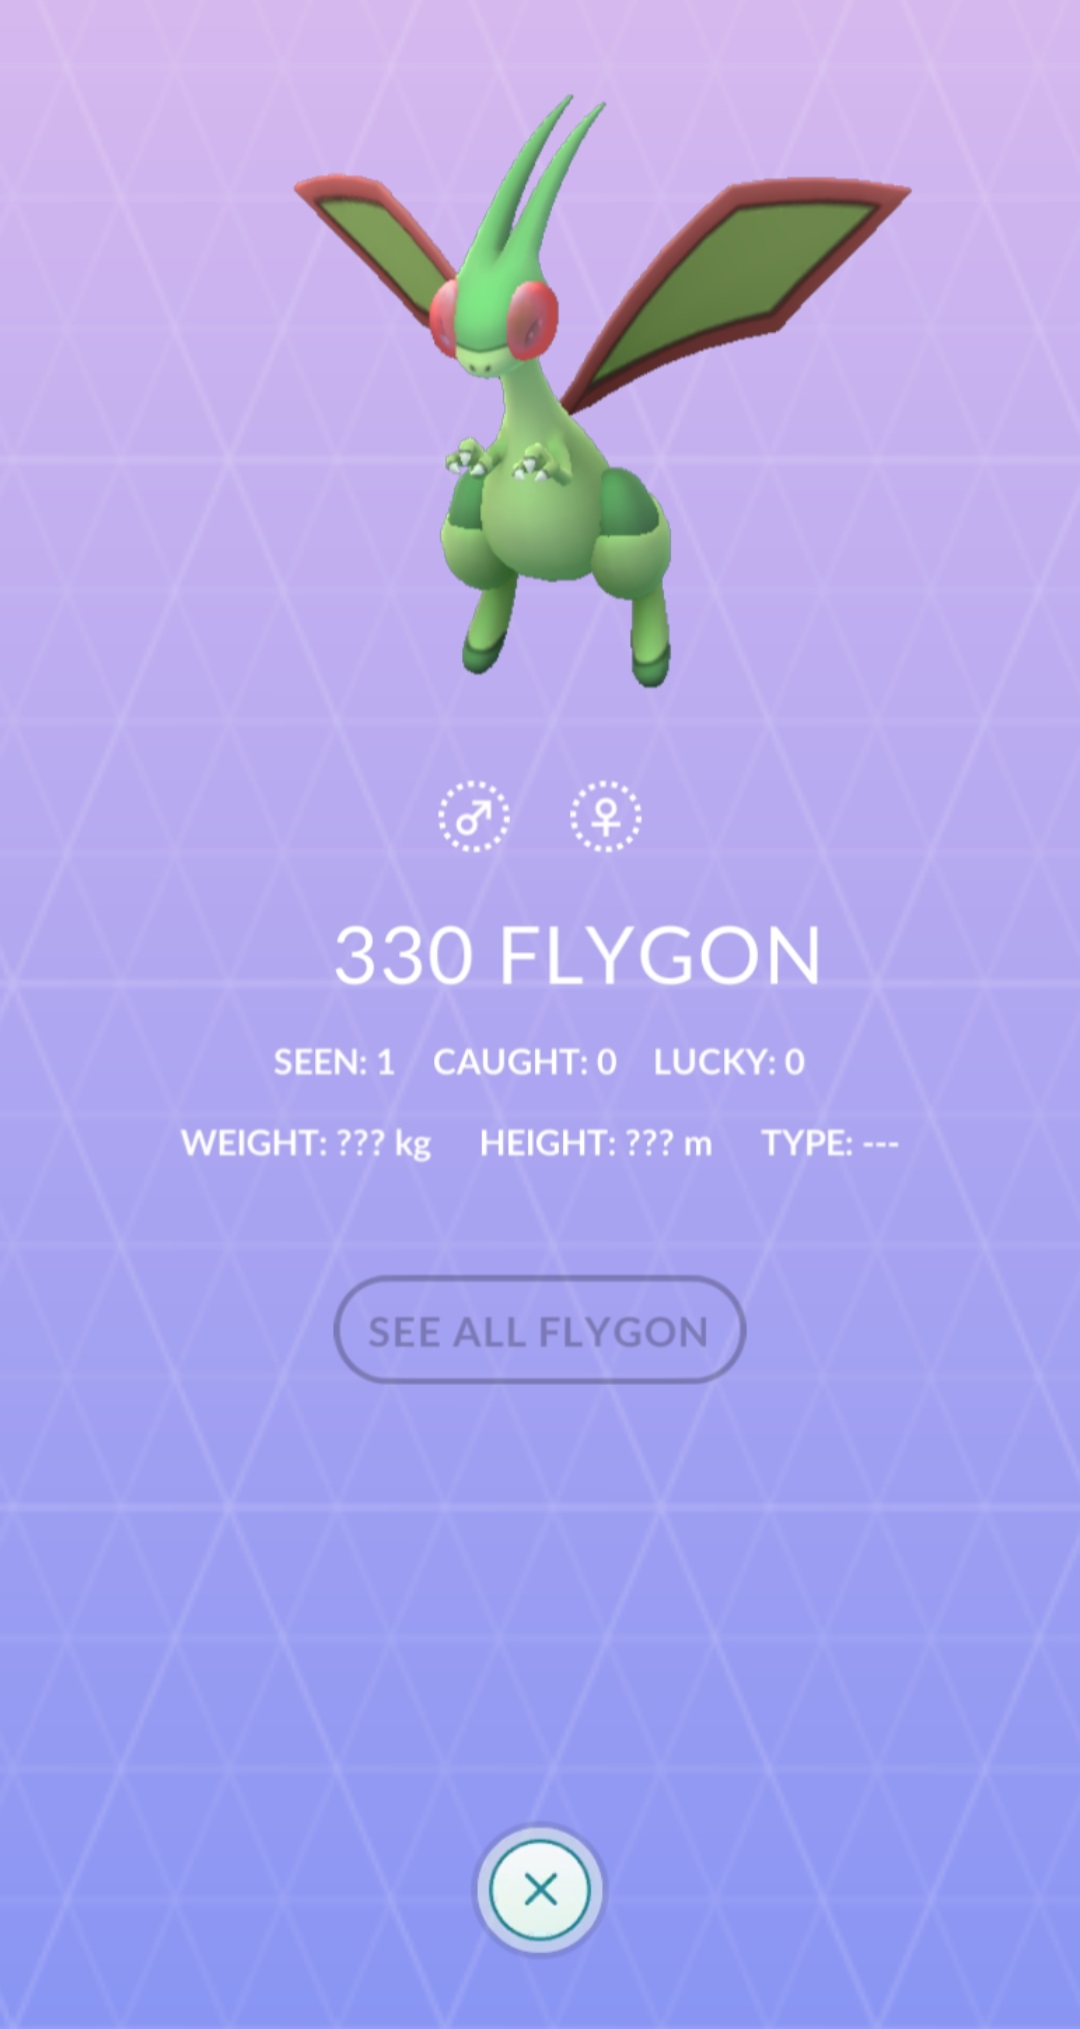 330 FLYGON
SEEN: 1 CAUGHT: 0 LUCKY: 0
WEIGHT: ??? kg HEIGHT: ??? m TYPE: ---
SEE ALL FLYGON